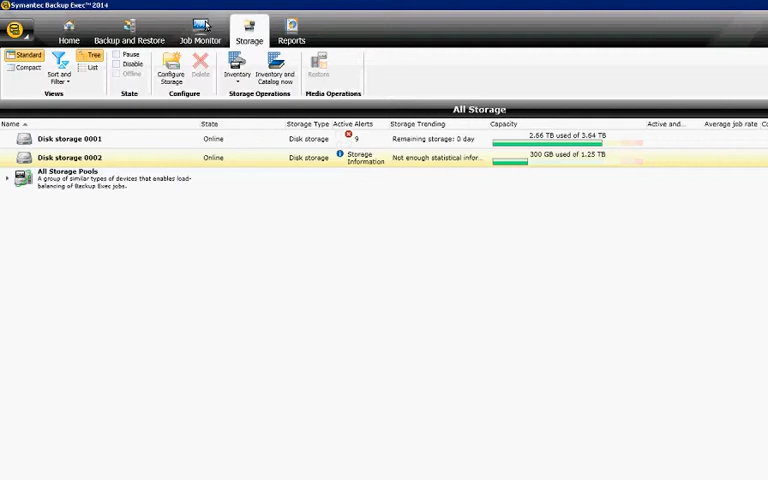 Symantec Backup Exec™ 2014
Home Backup and Restore Job Monitor Storage Reports
Standard Compact Sort and Filter Tree List Views
Pause Disable Offline State
Configure Storage Delete Configure
Inventory Inventory and Catalog now Storage Operations
Restore Media Operations
All Storage
Name State Storage Type Active Alerts Storage Trending Capacity Active and... Average job rate
Disk storage 0001 Online Disk storage 9 Remaining storage: 0 day 2.66 TB used of 3.64 TB
Disk storage 0002 Online Disk storage Storage Information Not enough statistical infor... 300 GB used of 1.25 TB
All Storage Pools
A group of similar types of devices that enables load-
balancing of Backup Exec jobs.